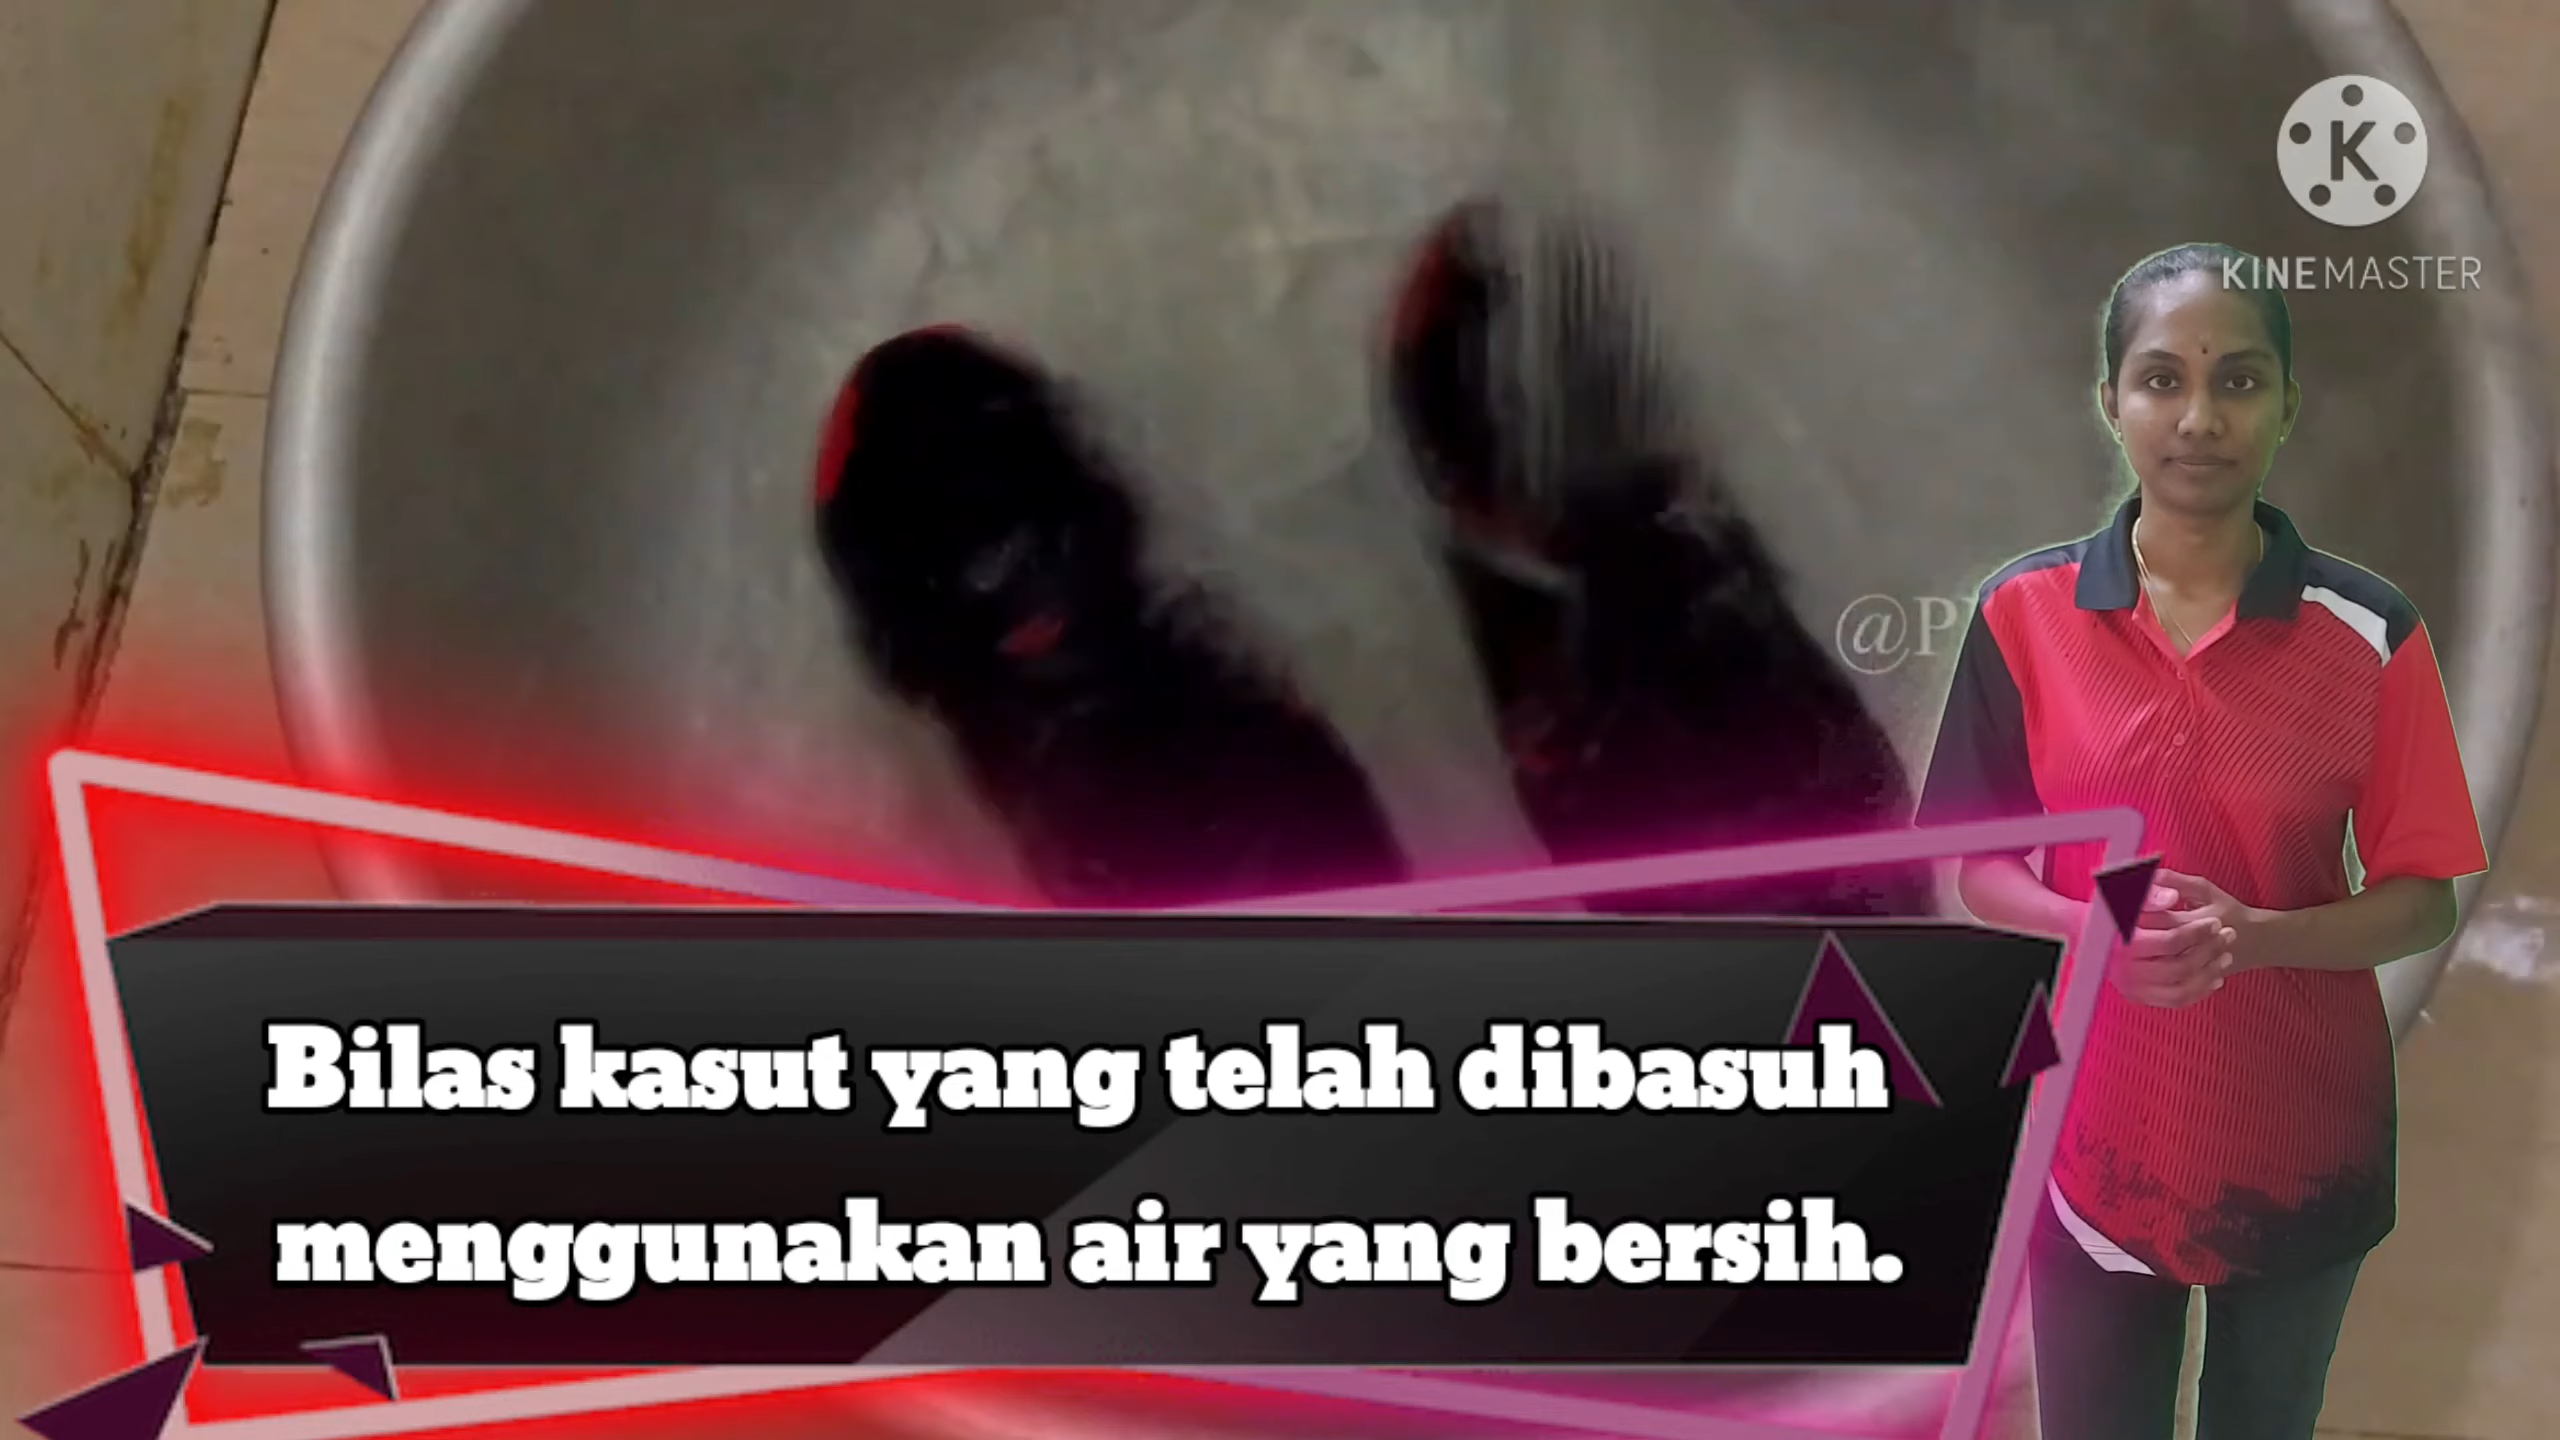 K
KINEMASTER
Bilas kasut yang telah dibasuh
menggunakan air yang bersih.